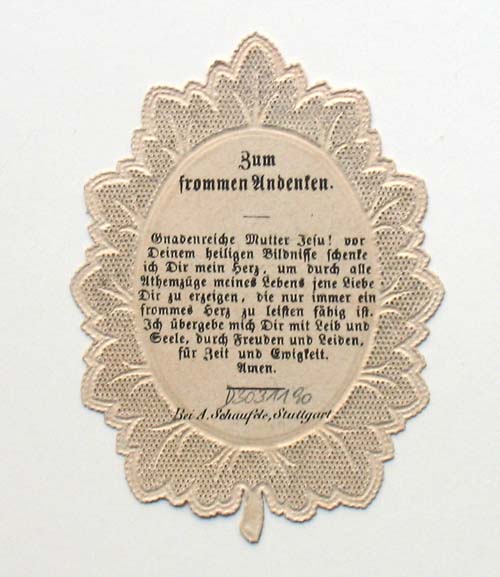 Zum
frommen Andenken.
Gnadenreiche Mutter Jesu! vor
Deinem heiligen Bildnisse schenke
ich Dir mein Herz, um durch alle
Athemzüge meines Lebens jene Liebe
Dir zu erzeigen, die nur immer ein
frommes Herz zu leisten fähig ist.
Ich übergebe mich Dir mit Leib und
Seele, durch Freuden und Leiden,
für Zeit und Ewigkeit.
Amen.
D3031190
Bei A. Schaufele, Stuttgart